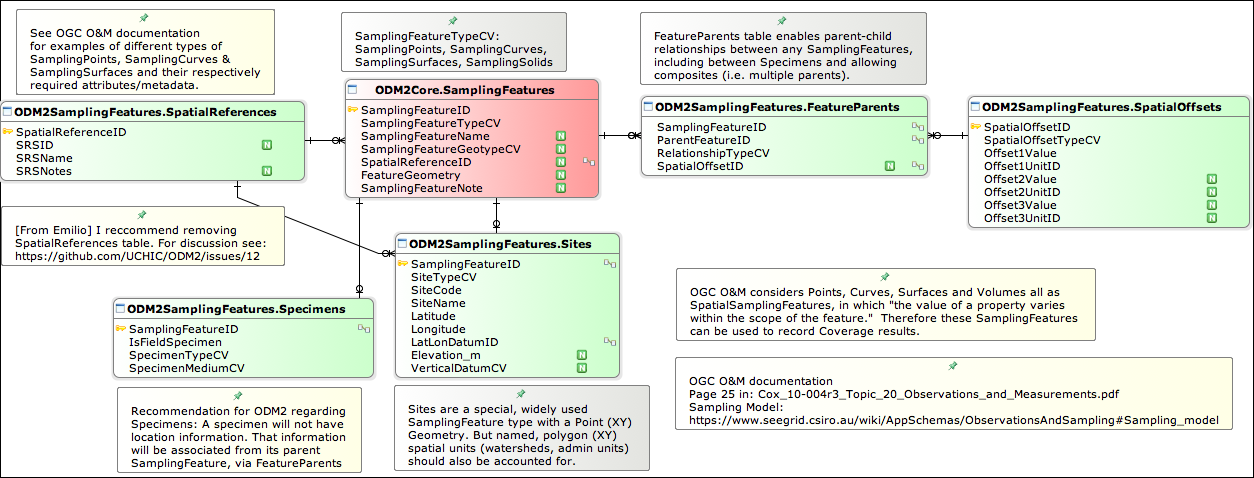 See OGC O&M documentation
for examples of different types of
SamplingPoints, SamplingCurves &
SamplingSurfaces and their respectively
required attributes/metadata.
SamplingFeatureTypeCV:
SamplingPoints, SamplingCurves,
SamplingSurfaces, SamplingSolids
FeatureParents table enables parent-child
relationships between any SamplingFeatures,
including between Specimens and allowing
composites (i.e. multiple parents).
ODM2SamplingFeatures.SpatialReferences
SpatialReferenceID
SRSID N
SRSName
SRSNotes N
ODM2Core.SamplingFeatures
SamplingFeatureID
SamplingFeatureTypeCV
SamplingFeatureName N
SamplingFeatureGeotypeCV N
SpatialReferenceID N
FeatureGeometry N
SamplingFeatureNote N
ODM2SamplingFeatures.FeatureParents
SamplingFeatureID
ParentFeatureID
RelationshipTypeCV
SpatialOffsetID N
ODM2SamplingFeatures.SpatialOffsets
SpatialOffsetID
SpatialOffsetTypeCV
Offset1Value
Offset1UnitID
Offset2Value N
Offset2UnitID N
Offset3Value N
Offset3UnitID N
[From Emilio] I reccommend removing
SpatialReferences table. For discussion see:
https://github.com/UCHIC/ODM2/issues/12
ODM2SamplingFeatures.Sites
SamplingFeatureID
SiteTypeCV
SiteCode
SiteName
Latitude
Longitude
LatLonDatumID
Elevation_m N
VerticalDatumCV N
ODM2SamplingFeatures.Specimens
SamplingFeatureID
IsFieldSpecimen
SpecimenTypeCV
SpecimenMediumCV
OGC O&M considers Points, Curves, Surfaces and Volumes all as
SpatialSamplingFeatures, in which "the value of a property varies
within the scope of the feature."  Therefore these SamplingFeatures
can be used to record Coverage results.
OGC O&M documentation
Page 25 in: Cox_10-004r3_Topic_20_Observations_and_Measurements.pdf
Sampling Model:
https://www.seegrid.csiro.au/wiki/AppSchemas/ObservationsAndSampling#Sampling_model
Recommendation for ODM2 regarding
Specimens: A specimen will not have
location information. That information
will be associated from its parent
SamplingFeature, via FeatureParents
Sites are a special, widely used
SamplingFeature type with a Point (XY)
Geometry. But named, polygon (XY)
spatial units (watersheds, admin units)
should also be accounted for.